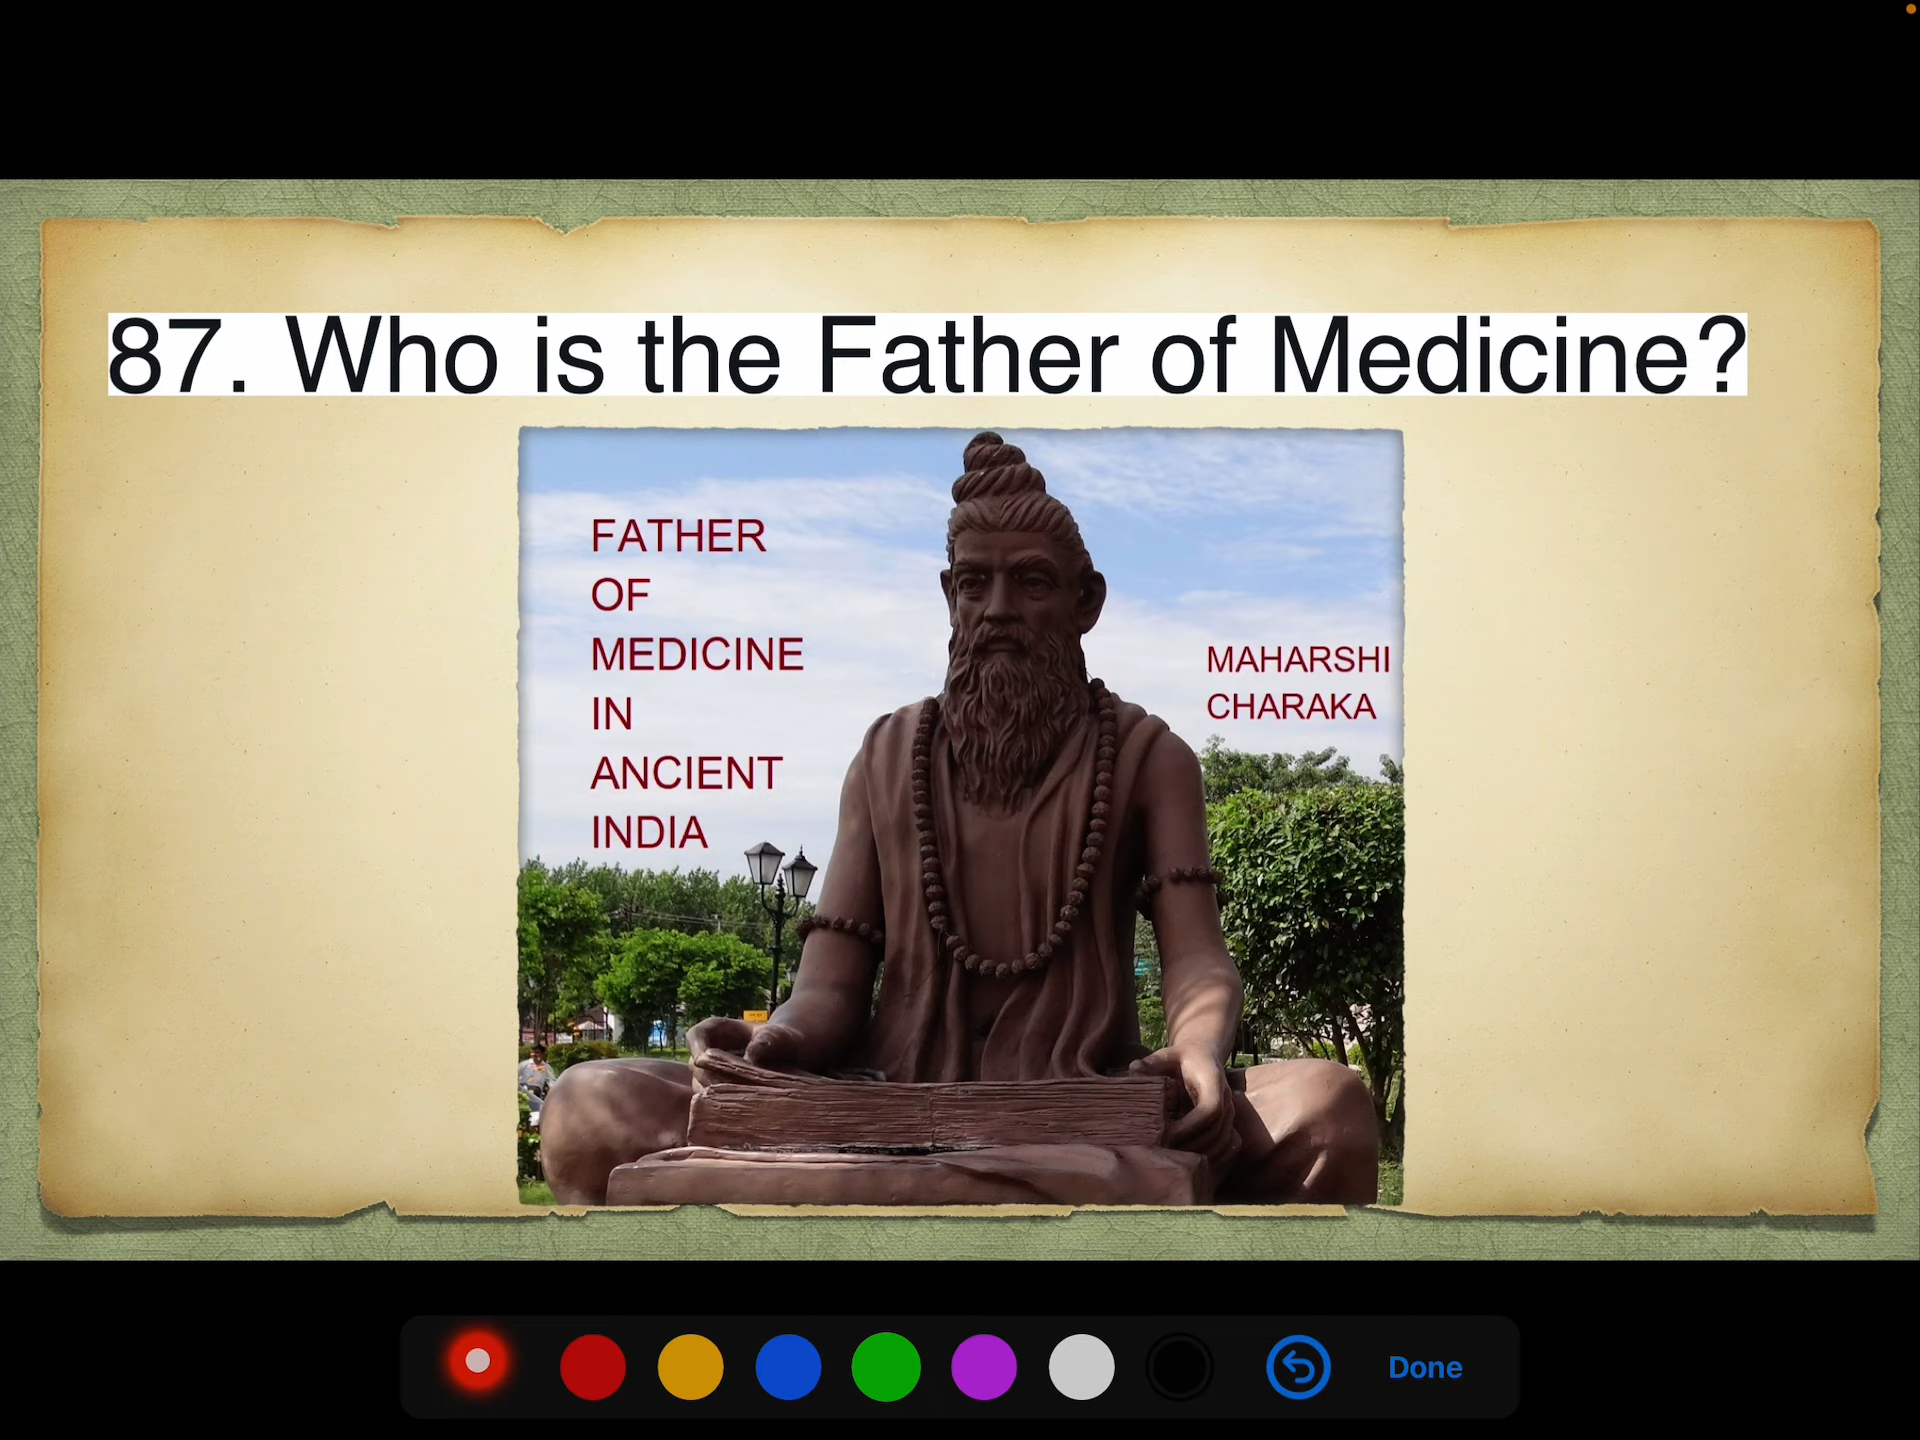 87. Who is the Father of Medicine?
FATHER
OF
MEDICINE
IN
ANCIENT
INDIA
MAHARSHI
CHARAKA
Done